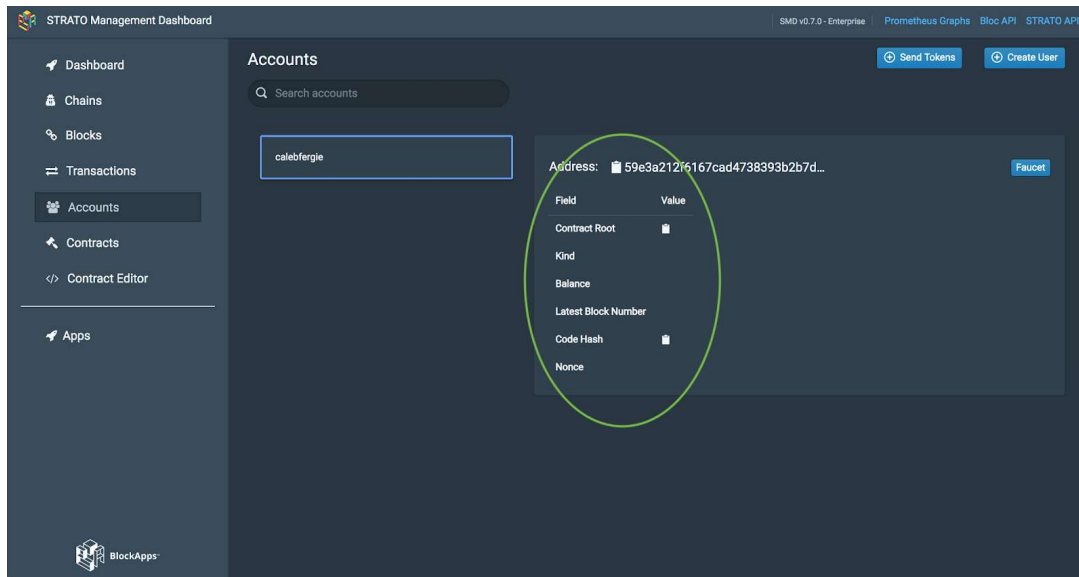 STRATO Management Dashboard
SMD v0.7.0 - Enterprise Prometheus Graphs Bloc API STRATO API
Dashboard
Chains
Blocks
Transactions
Accounts
Contracts
</> Contract Editor
Apps
BlockApps
Accounts
Send Tokens
Create User
Search accounts
calebfergie
Address: 59e3a212f6167cad4738393b2b7d...
Faucet
Field Value
Contract Root
Kind
Balance
Latest Block Number
Code Hash
Nonce